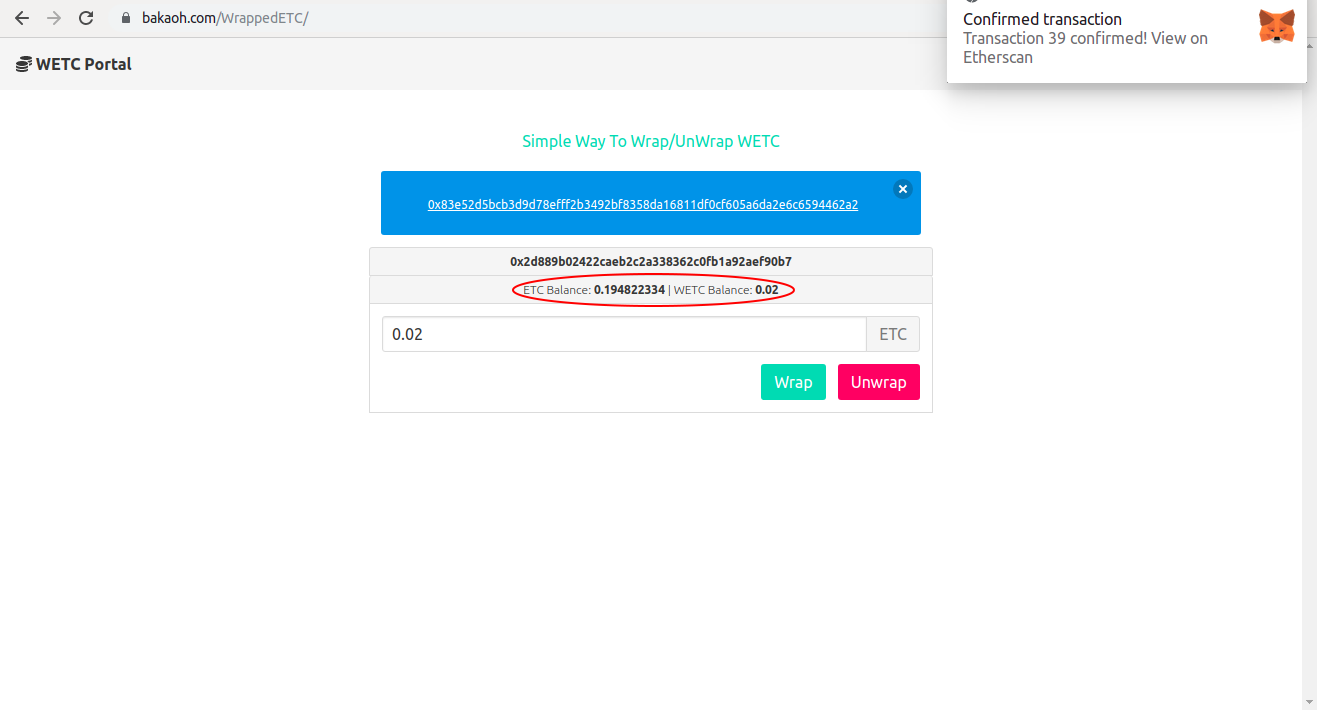 bakaoh.com/WrappedETC/
Confirmed transaction
Transaction 39 confirmed! View on
Etherscan
WETC Portal
Simple Way To Wrap/UnWrap WETC
0x83e52d5bcb3d9d78efff2b3492bf8358da16811df0cf605a6da2e6c6594462a2
0x2d889b02422caeb2c2a338362c0fb1a92aef90b7
ETC Balance: 0.194822334 | WETC Balance: 0.02
0.02 ETC
Wrap Unwrap